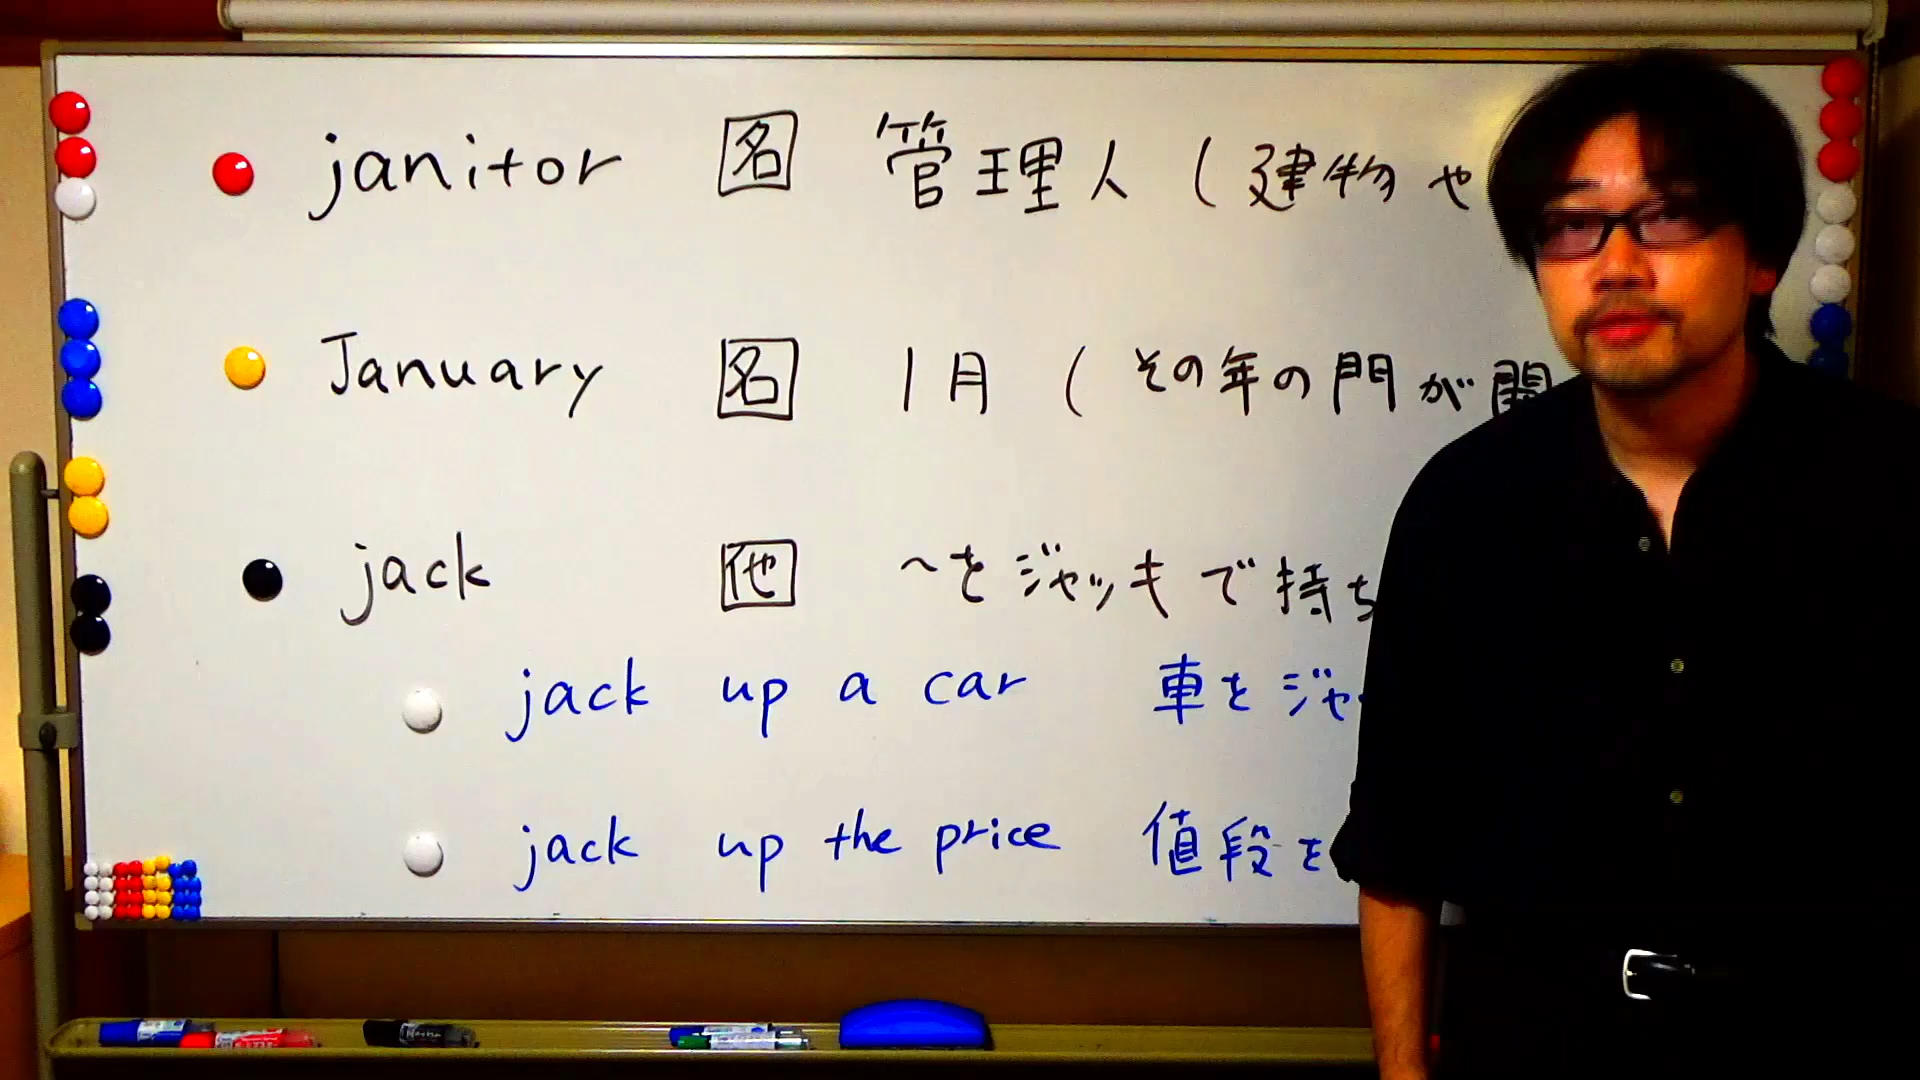 janitor 名 管理人 (建物や
January 名 1月 (その年の門が開
jack 他 ~をジャッキで持ち
jack up a car 車をジャ
jack up the price 値段を